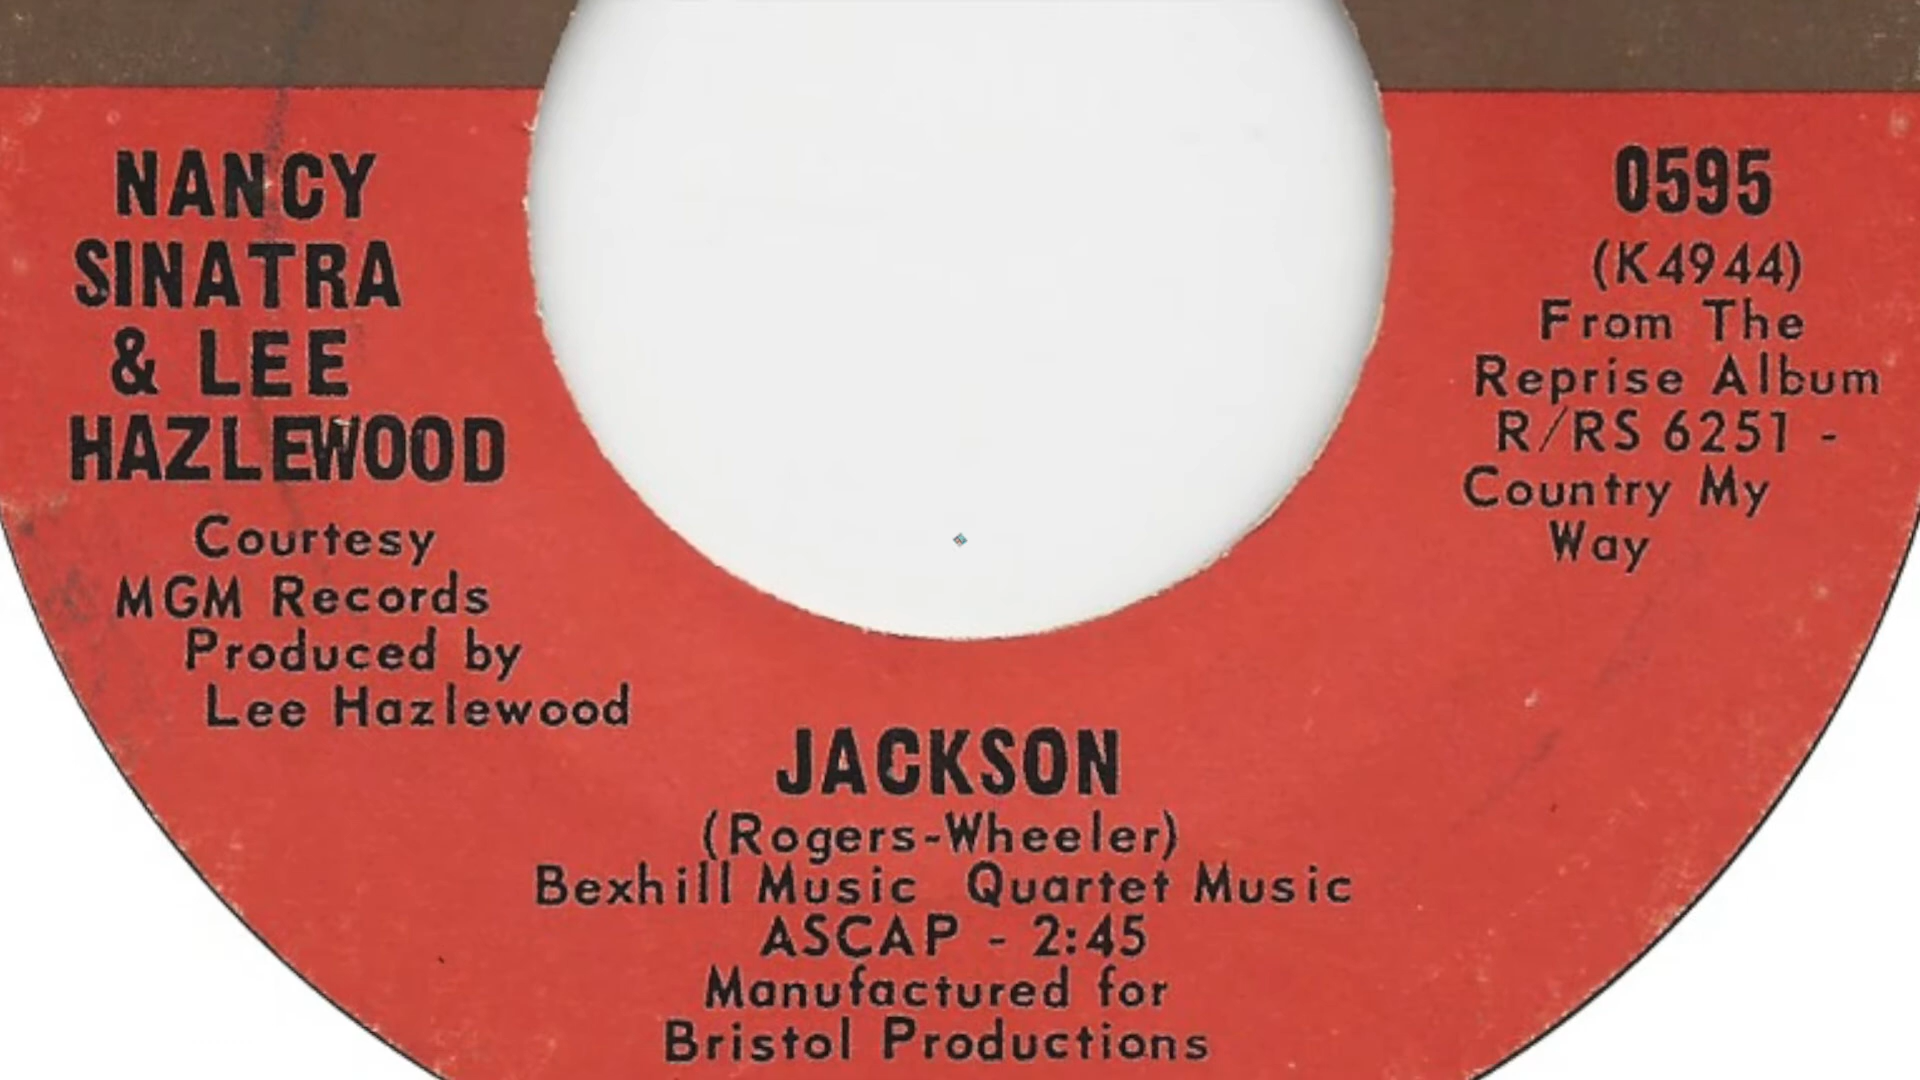 NANCY
SINATRA
& LEE
HAZLEWOOD
Courtesy
MGM Records
Produced by
Lee Hazlewood
0595
(K4944)
From The
Reprise Album
R/RS 6251 -
Country My
Way
JACKSON
(Rogers-Wheeler)
Bexhill Music Quartet Music
ASCAP - 2:45
Manufactured for
Bristol Productions